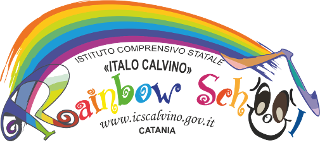 ISTITUTO COMPRENSIVO STATALE
«ITALO CALVINO»
Rainbow School
www.icscalvino.gov.it
CATANIA